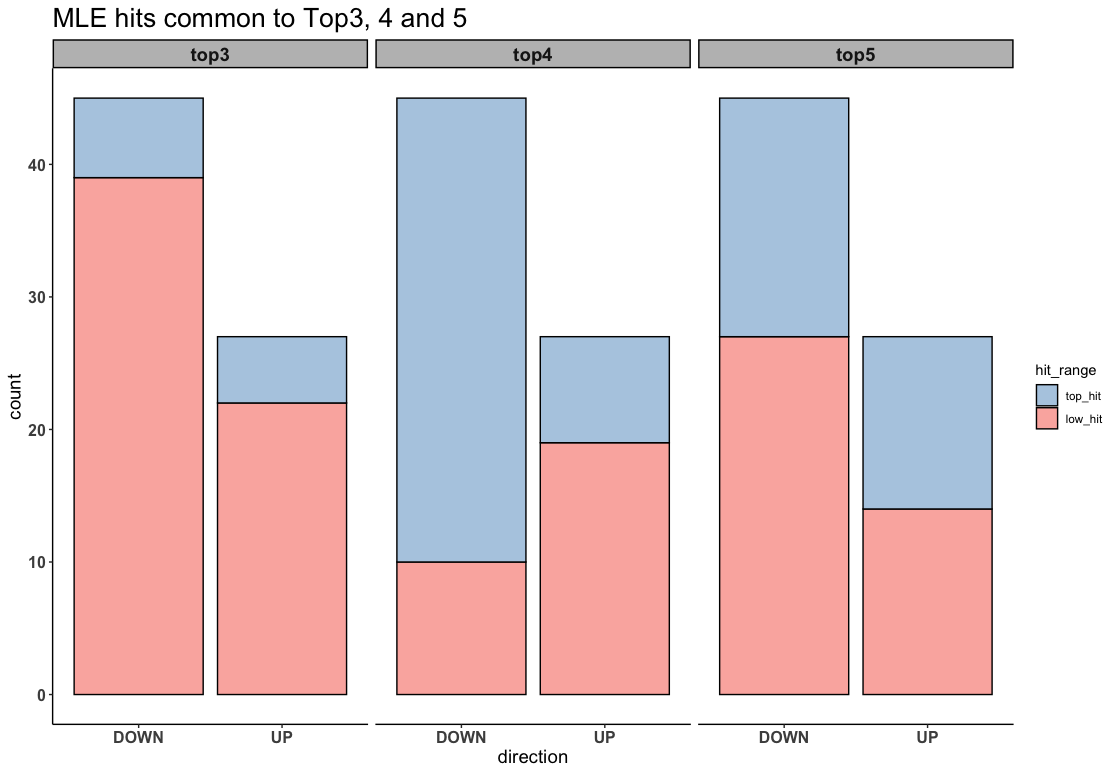 MLE hits common to Top3, 4 and 5
top3 top4 top5
count
40
30
20
10
0
DOWN UP DOWN UP DOWN UP
direction
hit_range
top_hit
low_hit